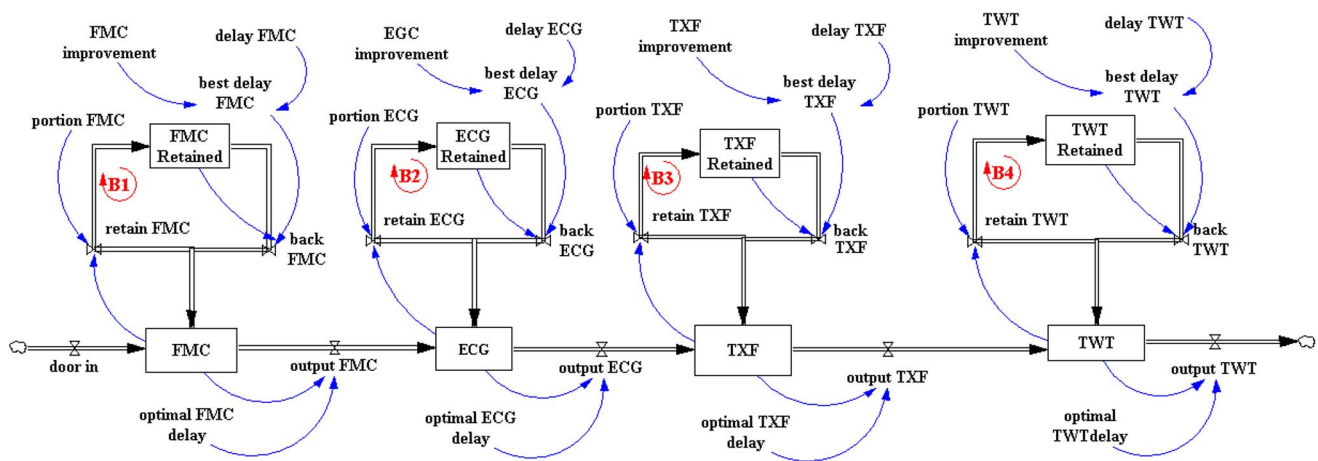 FMC
improvement
delay FMC
best delay
FMC
portion FMC
FMC
Retained
B1
retain FMC
back
FMC
door in
FMC
output FMC
optimal FMC
delay
EGC
improvement
delay ECG
best delay
ECG
portion ECG
ECG
Retained
B2
retain ECG
back
ECG
ECG
output ECG
optimal ECG
delay
TXF
improvement
delay TXF
best delay
TXF
portion TXF
TXF
Retained
B3
retain TXF
back
TXF
TXF
output TXF
optimal TXF
delay
TWT
improvement
delay TWT
best delay
TWT
portion TWT
TWT
Retained
B4
retain TWT
back
TWT
TWT
output TWT
optimal
TWTdelay